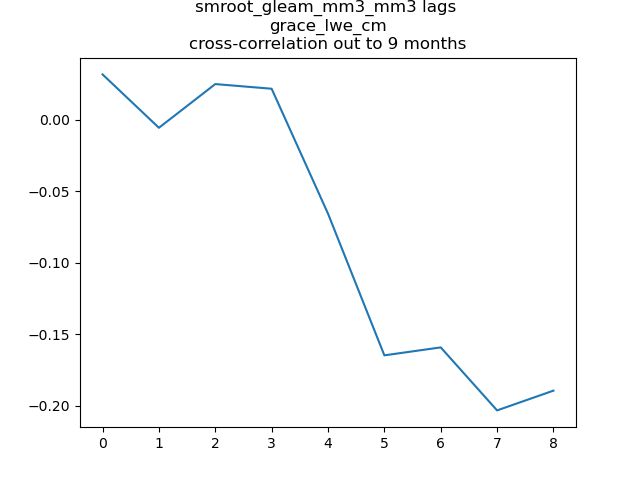 smroot_gleam_mm3_mm3 lags
grace_lwe_cm
cross-correlation out to 9 months
0.00
−0.05
−0.10
−0.15
−0.20
0 1 2 3 4 5 6 7 8